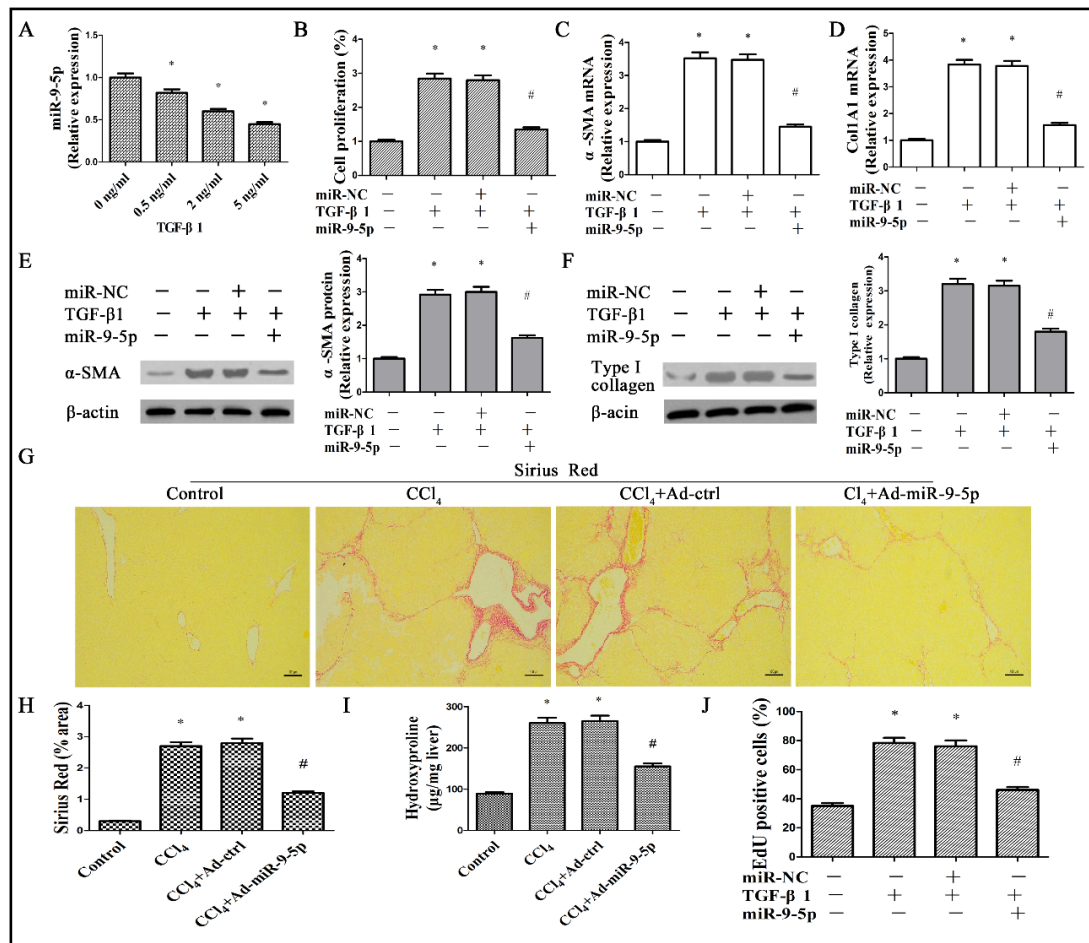 A
miR-9-5p
(Relative expression)
1.5
1.0
0.5
0.0
0 ng/ml
0.5 ng/ml
2 ng/ml
5 ng/ml
TGF-β 1
* * *
B
Cell proliferation (%)
4
3
2
1
0
* * #
miR-NC − − + −
TGF-β 1 − + + +
miR-9-5p − − − +
C
α -SMA mRNA
(Relative expression)
4
3
2
1
0
* * #
miR-NC − − + −
TGF-β 1 − + + +
miR-9-5p − − − +
D
Col1A1 mRNA
(Relative expression)
5
4
3
2
1
0
* * #
miR-NC − − + −
TGF-β 1 − + + +
miR-9-5p − − − +
E
miR-NC − − + −
TGF-β1 − + + +
miR-9-5p − − − +
α-SMA
β-actin
α -SMA protein
(Relative expression)
4
3
2
1
0
* * #
miR-NC − − + −
TGF-β 1 − + + +
miR-9-5p − − − +
F
miR-NC − − + −
TGF-β1 − + + +
miR-9-5p − − − +
Type I
collagen
β-acin
Type I collagen
(Relative expression)
4
3
2
1
0
* * #
miR-NC − − + −
TGF-β 1 − + + +
miR-9-5p − − − +
G
Sirius Red
Control CCl4 CCl4+Ad-ctrl Cl4+Ad-miR-9-5p
H
Sirius Red (% area)
4
3
2
1
0
* * #
Control
CCl4
CCl4+Ad-ctrl
CCl4+Ad-miR-9-5p
I
Hydroxyproline
(μg/mg liver)
300
200
100
0
* * #
Control
CCl4
CCl4+Ad-ctrl
CCl4+Ad-miR-9-5p
J
EdU positive cells (%)
100
80
60
40
20
0
* * #
miR-NC − − + −
TGF-β 1 − + + +
miR-9-5p − − − +